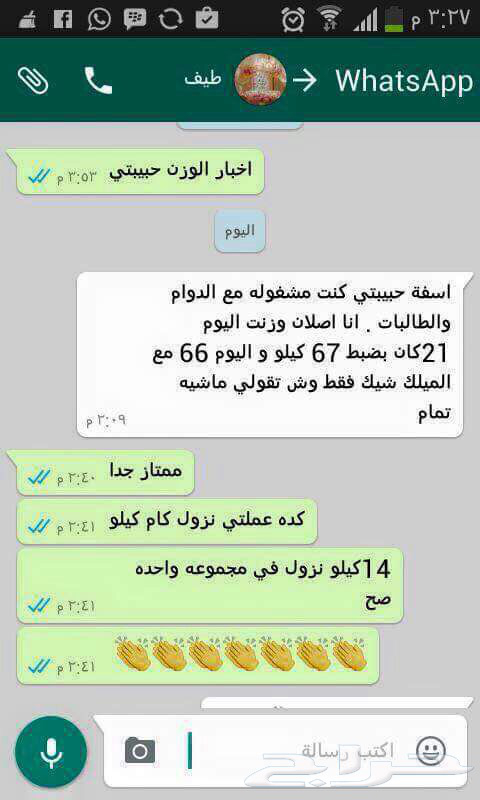 ٣:٢٧ م
WhatsApp
طيف
اخبار الوزن حبيبتي
٣:٥٣ م
اليوم
اسفة حبيبتي كنت مشغوله مع الدوام
والطالبات . انا اصلان وزنت اليوم
21كان بضبط 67 كيلو و اليوم 66 مع
الميلك شيك فقط وش تقولي ماشيه
تمام
٣:٠٩ م
ممتاز جدا
٣:٤٠ م
كده عملتي نزول كام كيلو
٣:٤١ م
14كيلو نزول في مجموعه واحده
صح
٣:٤١ م
👏👏👏👏👏👏👏
٣:٤١ م
اكتب رسالة
حراج